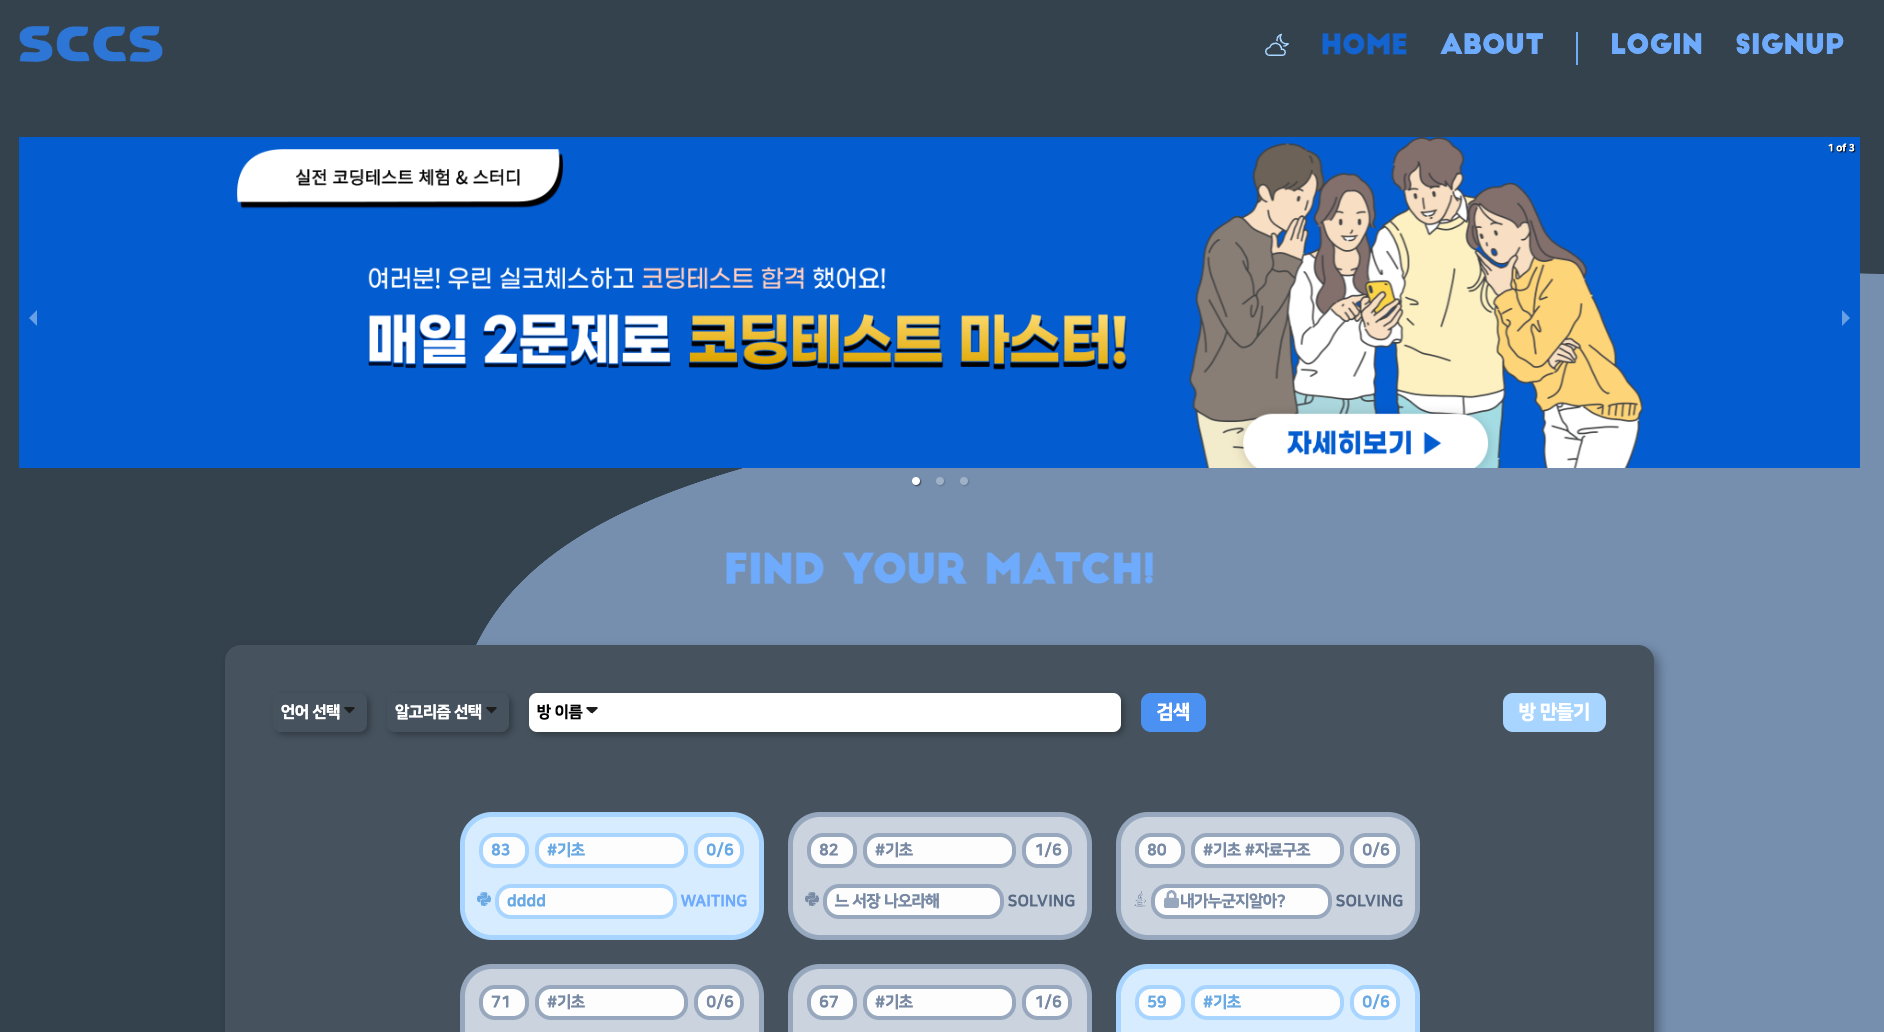 SCCS
HOME ABOUT LOGIN SIGNUP
1 of 3
실전 코딩테스트 체험 & 스터디
여러분! 우린 실코체스하고 코딩테스트 합격 했어요!
매일 2문제로 코딩테스트 마스터!
자세히보기
FIND YOUR MATCH!
언어 선택 알고리즘 선택 방 이름 검색 방 만들기
83 #기초 0/6
dddd WAITING
82 #기초 1/6
느 서장 나오라해 SOLVING
80 #기초 #자료구조 0/6
내가누군지알아? SOLVING
71 #기초 0/6
67 #기초 1/6
59 #기초 0/6